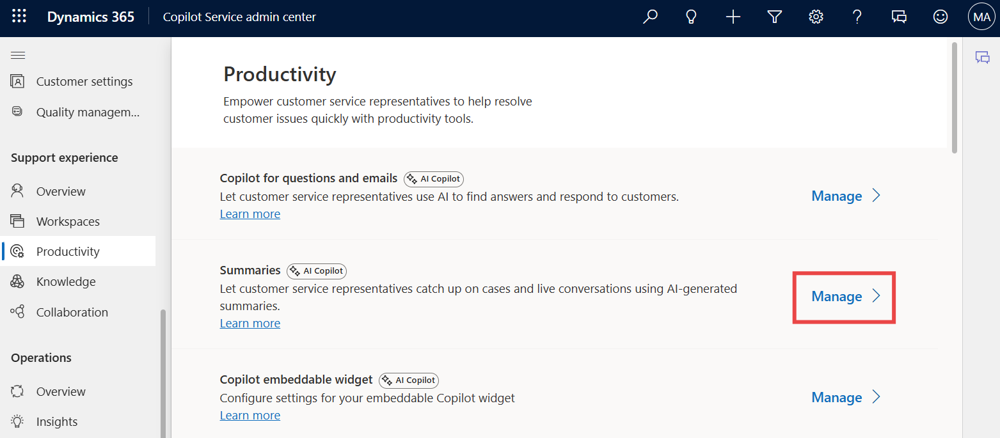 Dynamics 365
Copilot Service admin center
MA
Customer settings
Quality managem...
Support experience
Overview
Workspaces
Productivity
Knowledge
Collaboration
Operations
Overview
Insights
Productivity
Empower customer service representatives to help resolve
customer issues quickly with productivity tools.
Copilot for questions and emails AI Copilot
Let customer service representatives use AI to find answers and respond to customers.
Learn more
Manage
Summaries AI Copilot
Let customer service representatives catch up on cases and live conversations using AI-generated
summaries.
Learn more
Manage
Copilot embeddable widget AI Copilot
Configure settings for your embeddable Copilot widget
Learn more
Manage